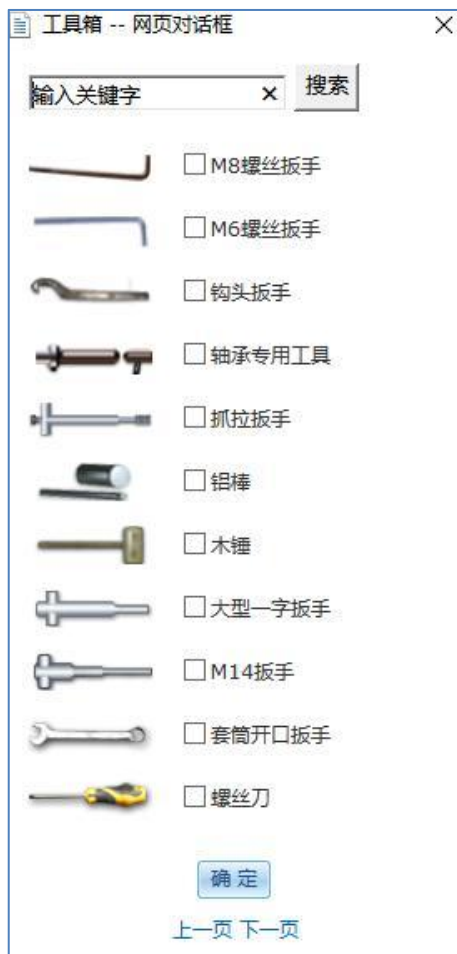 工具箱 -- 网页对话框
输入关键字
搜索
M8螺丝扳手
M6螺丝扳手
钩头扳手
轴承专用工具
抓拉扳手
铝棒
木锤
大型一字扳手
M14扳手
套筒开口扳手
螺丝刀
确 定
上一页 下一页